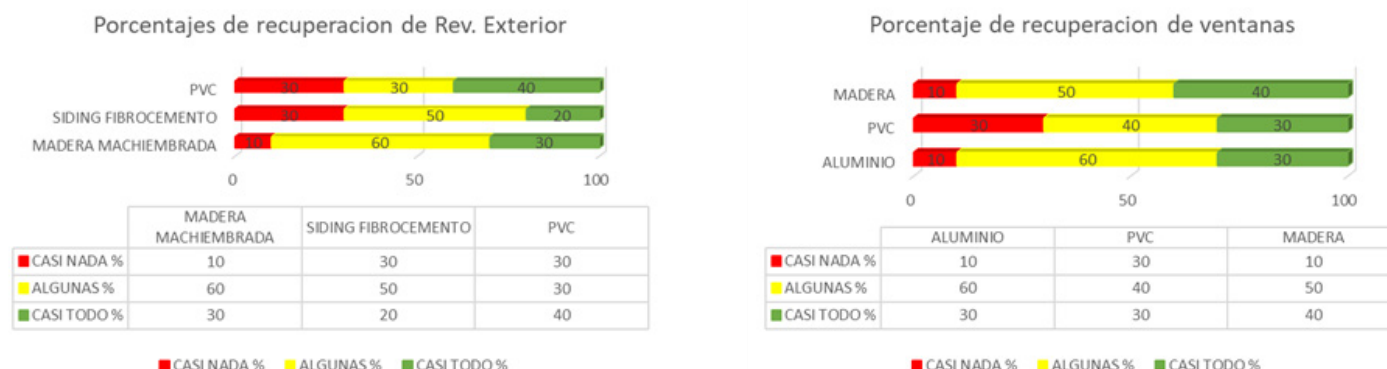 Porcentajes de recuperacion de Rev. Exterior
PVC 30 30 40
SIDING FIBROCEMENTO 30 50 20
MADERA MACHIEMBRADA 10 60 30
0 50 100
MADERA MACHIEMBRADA SIDING FIBROCEMENTO PVC
CASI NADA % 10 30 30
ALGUNAS % 60 50 30
CASI TODO % 30 20 40
CASI NADA % ALGUNAS % CASI TODO %
Porcentaje de recuperacion de ventanas
MADERA 10 50 40
PVC 30 40 30
ALUMINIO 10 60 30
0 50 100
ALUMINIO PVC MADERA
CASI NADA % 10 30 10
ALGUNAS % 60 40 50
CASI TODO % 30 30 40
CASI NADA % ALGUNAS % CASI TODO %